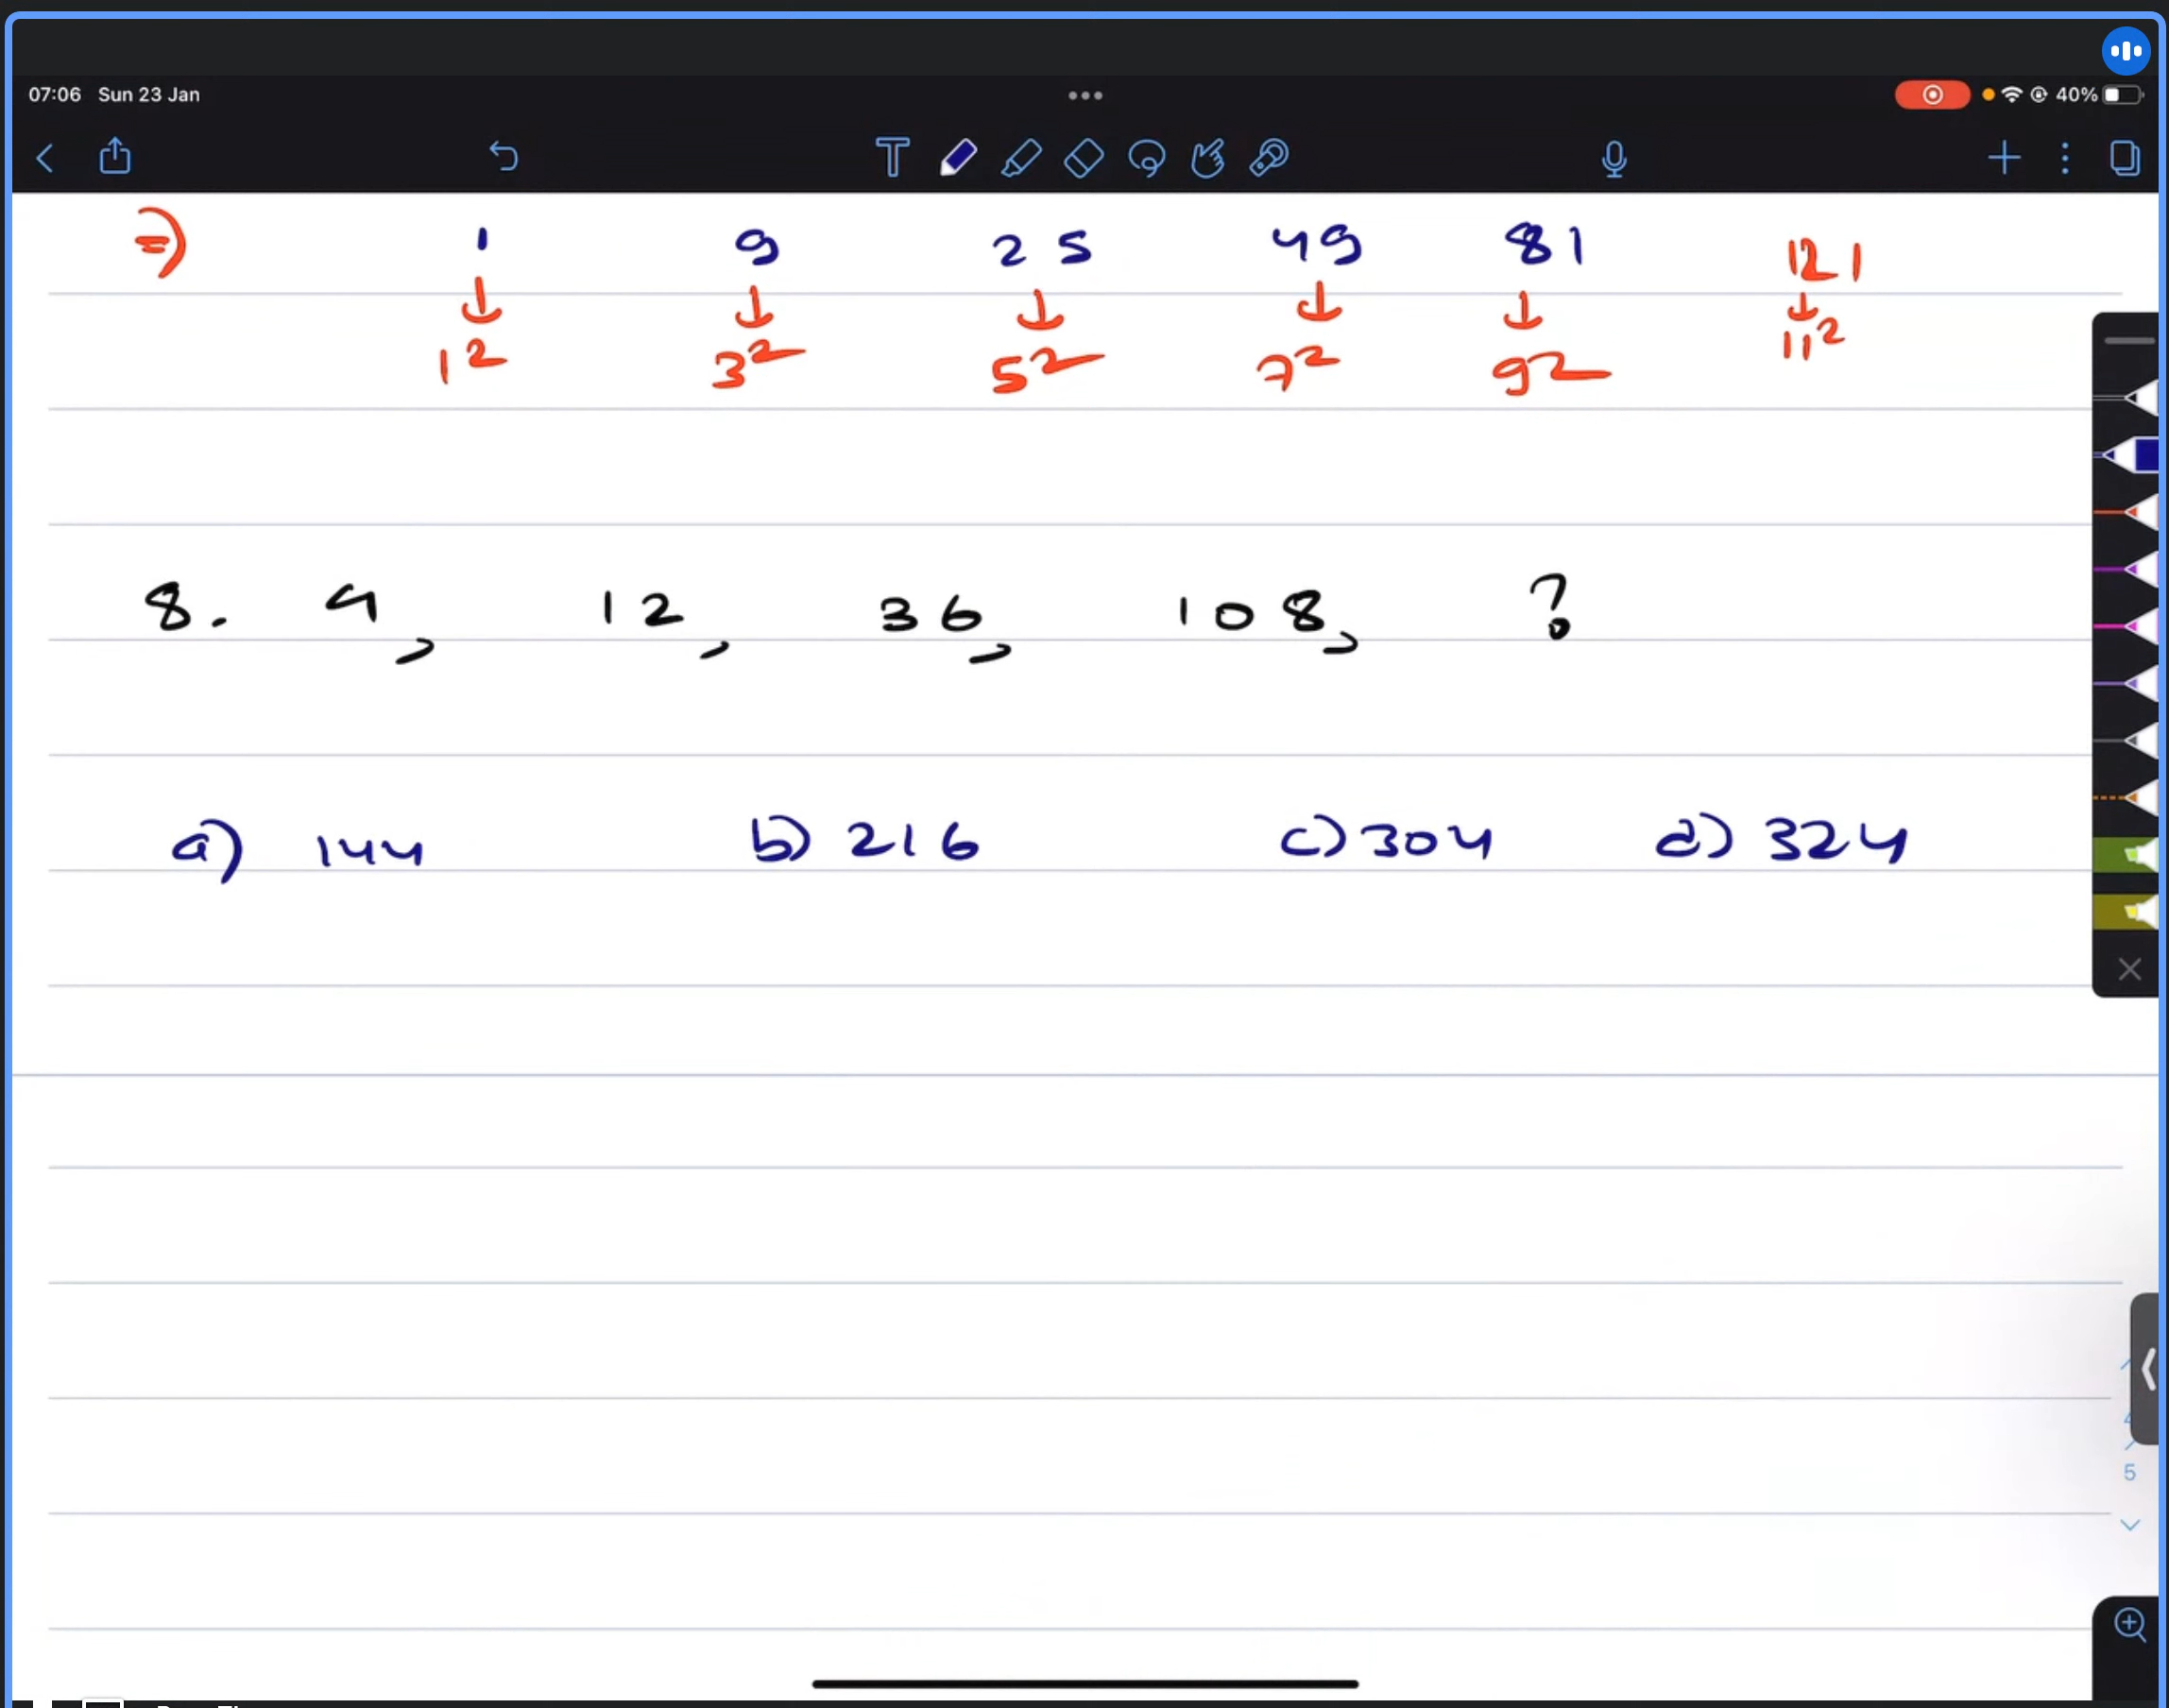 07:06 Sun 23 Jan 40%
T
=) 1 9 25 49 81 121
1² 3² 5² 7² 9² 11²
8. 4, 12, 36, 108, ?
a) 144 b) 216 c) 304 d) 324
5